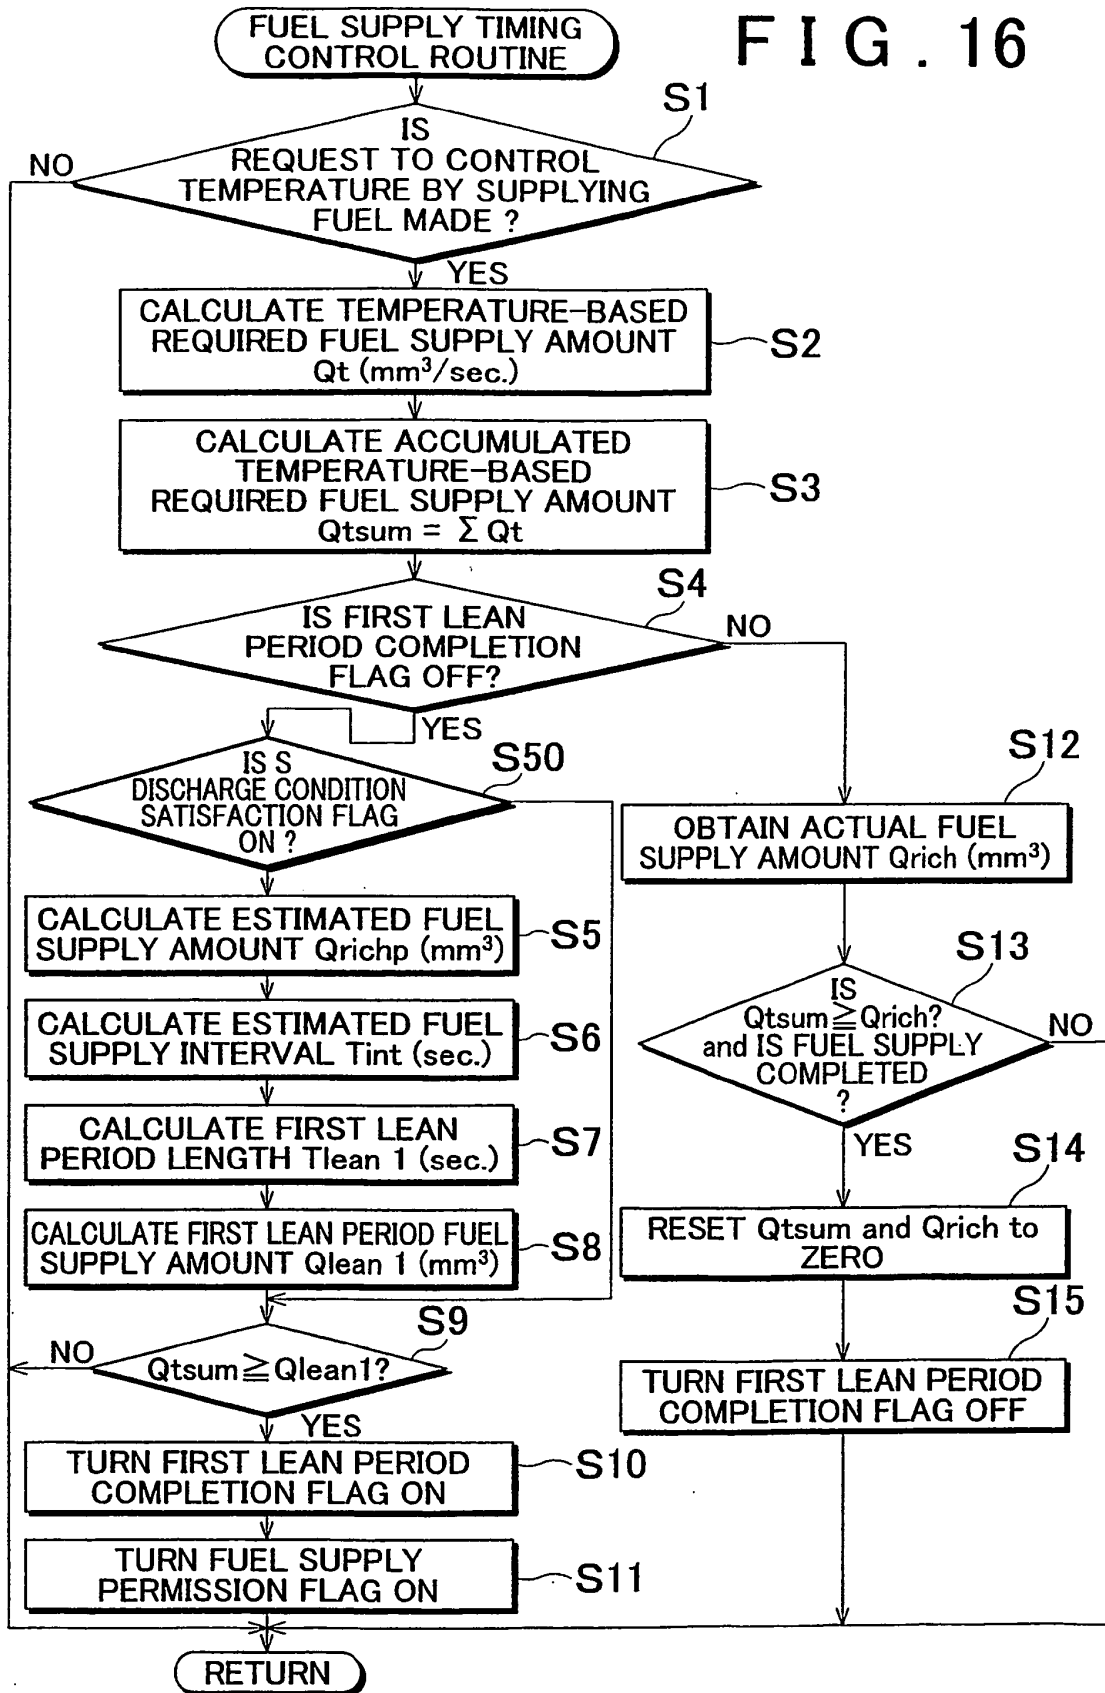 FUEL SUPPLY TIMING
CONTROL ROUTINE
FIG. 16
S1
IS
REQUEST TO CONTROL
TEMPERATURE BY SUPPLYING
FUEL MADE ?
NO
YES
CALCULATE TEMPERATURE-BASED
REQUIRED FUEL SUPPLY AMOUNT
Qt (mm³/sec.)
S2
CALCULATE ACCUMULATED
TEMPERATURE-BASED
REQUIRED FUEL SUPPLY AMOUNT
Qtsum = Σ Qt
S3
S4
IS FIRST LEAN
PERIOD COMPLETION
FLAG OFF?
NO
YES
S50
IS S
DISCHARGE CONDITION
SATISFACTION FLAG
ON ?
CALCULATE ESTIMATED FUEL
SUPPLY AMOUNT Qrichp (mm³)
S5
CALCULATE ESTIMATED FUEL
SUPPLY INTERVAL Tint (sec.)
S6
CALCULATE FIRST LEAN
PERIOD LENGTH Tlean 1 (sec.)
S7
CALCULATE FIRST LEAN PERIOD FUEL
SUPPLY AMOUNT Qlean 1 (mm³)
S8
S9
Qtsum≧Qlean1?
NO
YES
TURN FIRST LEAN PERIOD
COMPLETION FLAG ON
S10
TURN FUEL SUPPLY
PERMISSION FLAG ON
S11
S12
OBTAIN ACTUAL FUEL
SUPPLY AMOUNT Qrich (mm³)
S13
IS
Qtsum≧Qrich?
and IS FUEL SUPPLY
COMPLETED
?
NO
YES
S14
RESET Qtsum and Qrich to
ZERO
S15
TURN FIRST LEAN PERIOD
COMPLETION FLAG OFF
RETURN